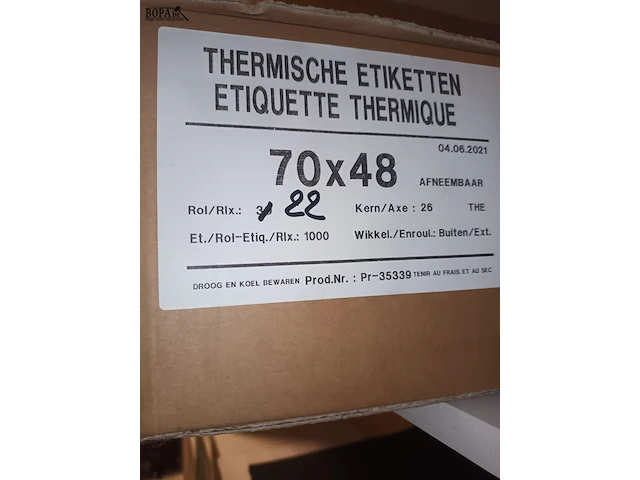 BOPA
THERMISCHE ETIKETTEN
ETIQUETTE THERMIQUE
04.06.2021
70x48 AFNEEMBAAR
Rol/Rlx.: 22 Kern/Axe : 26 THE
Et./Rol-Etiq./Rlx.: 1000 Wikkel./Enroul.: Buiten/Ext.
DROOG EN KOEL BEWAREN Prod.Nr. : Pr-35339 TENIR AU FRAIS ET AU SEC